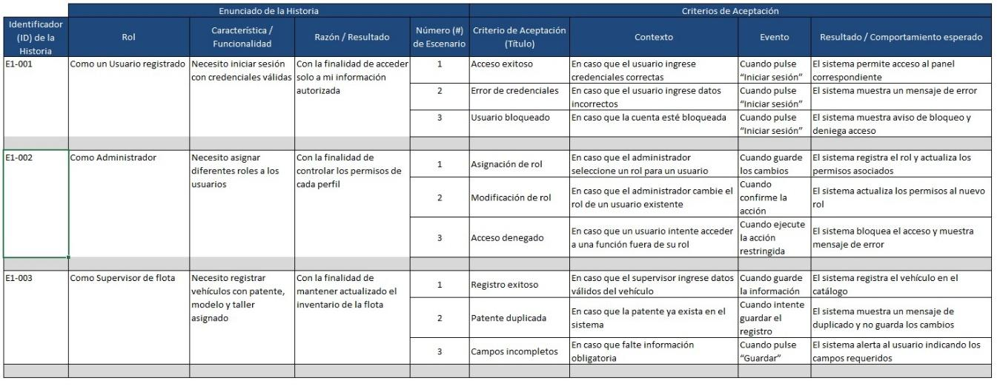 Enunciado de la Historia
Criterios de Aceptación
Identificador
(ID) de la
Historia
Rol
Característica /
Funcionalidad
Razón / Resultado
Número (#)
de Escenario
Criterio de Aceptación
(Título)
Contexto
Evento
Resultado / Comportamiento esperado
E1-001
Como un Usuario registrado
Necesito iniciar sesión
con credenciales válidas
Con la finalidad de acceder
solo a mi información
autorizada
1
Acceso exitoso
En caso que el usuario ingrese
credenciales correctas
Cuando pulse
“Iniciar sesión”
El sistema permite acceso al panel
correspondiente
2
Error de credenciales
En caso que el usuario ingrese datos
incorrectos
Cuando pulse
“Iniciar sesión”
El sistema muestra un mensaje de error
3
Usuario bloqueado
En caso que la cuenta esté bloqueada
Cuando pulse
“Iniciar sesión”
El sistema muestra aviso de bloqueo y
deniega acceso
E1-002
Como Administrador
Necesito asignar
diferentes roles a los
usuarios
Con la finalidad de
controlar los permisos de
cada perfil
1
Asignación de rol
En caso que el administrador
seleccione un rol para un usuario
Cuando guarde
los cambios
El sistema registra el rol y actualiza los
permisos asociados
2
Modificación de rol
En caso que el administrador cambie el
rol de un usuario existente
Cuando
confirme la
acción
El sistema actualiza los permisos al nuevo
rol
3
Acceso denegado
En caso que un usuario intente acceder
a una función fuera de su rol
Cuando ejecute
la acción
restringida
El sistema bloquea el acceso y muestra
mensaje de error
E1-003
Como Supervisor de flota
Necesito registrar
vehículos con patente,
modelo y taller
asignado
Con la finalidad de
mantener actualizado el
inventario de la flota
1
Registro exitoso
En caso que el supervisor ingrese datos
válidos del vehículo
Cuando guarde
la información
El sistema registra el vehículo en el
catálogo
2
Patente duplicada
En caso que la patente ya exista en el
sistema
Cuando intente
guardar el
registro
El sistema muestra un mensaje de
duplicado y no guarda los cambios
3
Campos incompletos
En caso que falte información
obligatoria
Cuando pulse
“Guardar”
El sistema alerta al usuario indicando los
campos requeridos